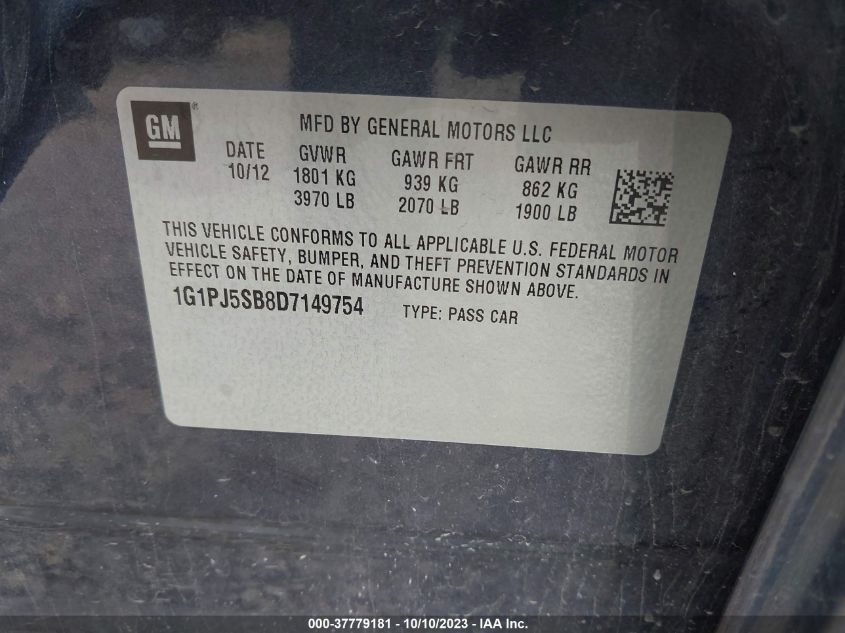 GM®
MFD BY GENERAL MOTORS LLC
DATE GVWR GAWR FRT GAWR RR
10/12 1801 KG 939 KG 862 KG
3970 LB 2070 LB 1900 LB
THIS VEHICLE CONFORMS TO ALL APPLICABLE U.S. FEDERAL MOTOR
VEHICLE SAFETY, BUMPER, AND THEFT PREVENTION STANDARDS IN
EFFECT ON THE DATE OF MANUFACTURE SHOWN ABOVE.
1G1PJ5SB8D7149754 TYPE: PASS CAR
000-37779181 - 10/10/2023 - © IAA Inc.